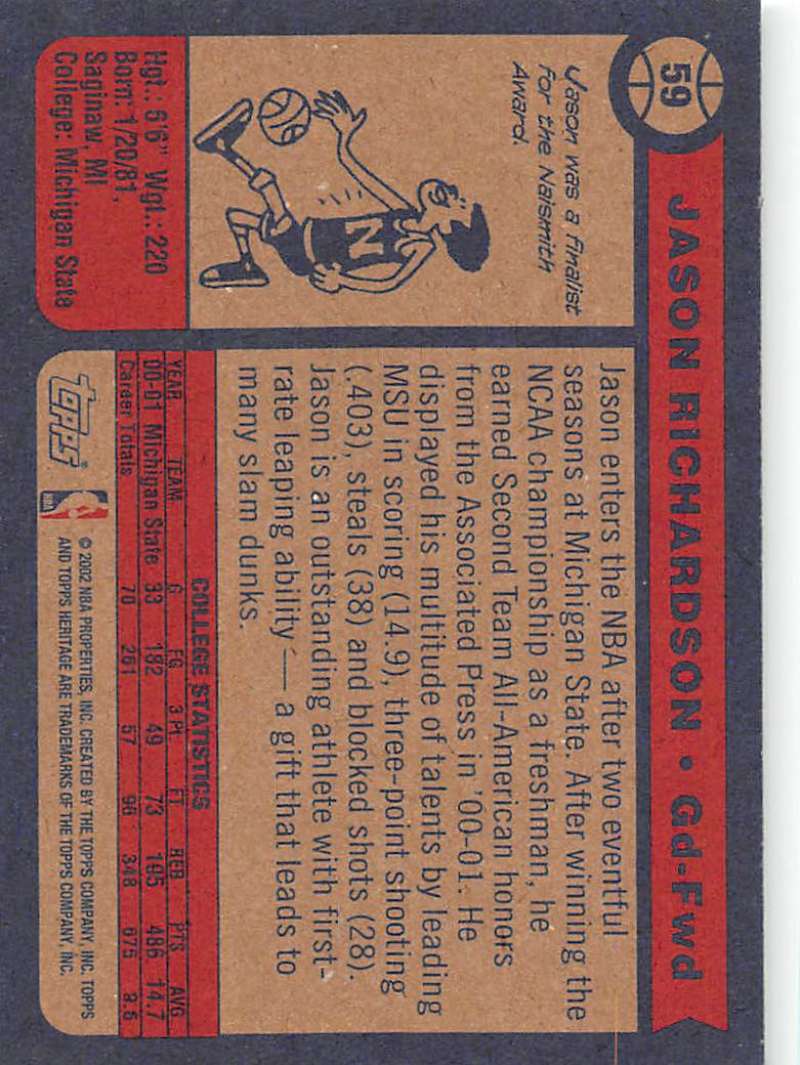 59
JASON RICHARDSON • Gd-Fwd
Jason was a finalist
for the Naismith
Award.
N
Hgt.: 6'6" Wgt.: 220
Born: 1/20/81,
Saginaw, MI
College: Michigan State
Jason enters the NBA after two eventful
seasons at Michigan State. After winning the
NCAA championship as a freshman, he
earned Second Team All-American honors
from the Associated Press in '00-01. He
displayed his multitude of talents by leading
MSU in scoring (14.9), three-point shooting
(.403), steals (38) and blocked shots (28).
Jason is an outstanding athlete with first-
rate leaping ability — a gift that leads to
many slam dunks.
COLLEGE STATISTICS
YEAR TEAM G FG 3 Pt FT REB PTS AVG
00-01 Michigan State 33 182 49 73 195 486 14.7
Career Totals 70 261 57 96 348 675 9.6
TOPPS®
NBA
© 2002 NBA PROPERTIES, INC. CREATED BY THE TOPPS COMPANY, INC. TOPPS
AND TOPPS HERITAGE ARE TRADEMARKS OF THE TOPPS COMPANY, INC.